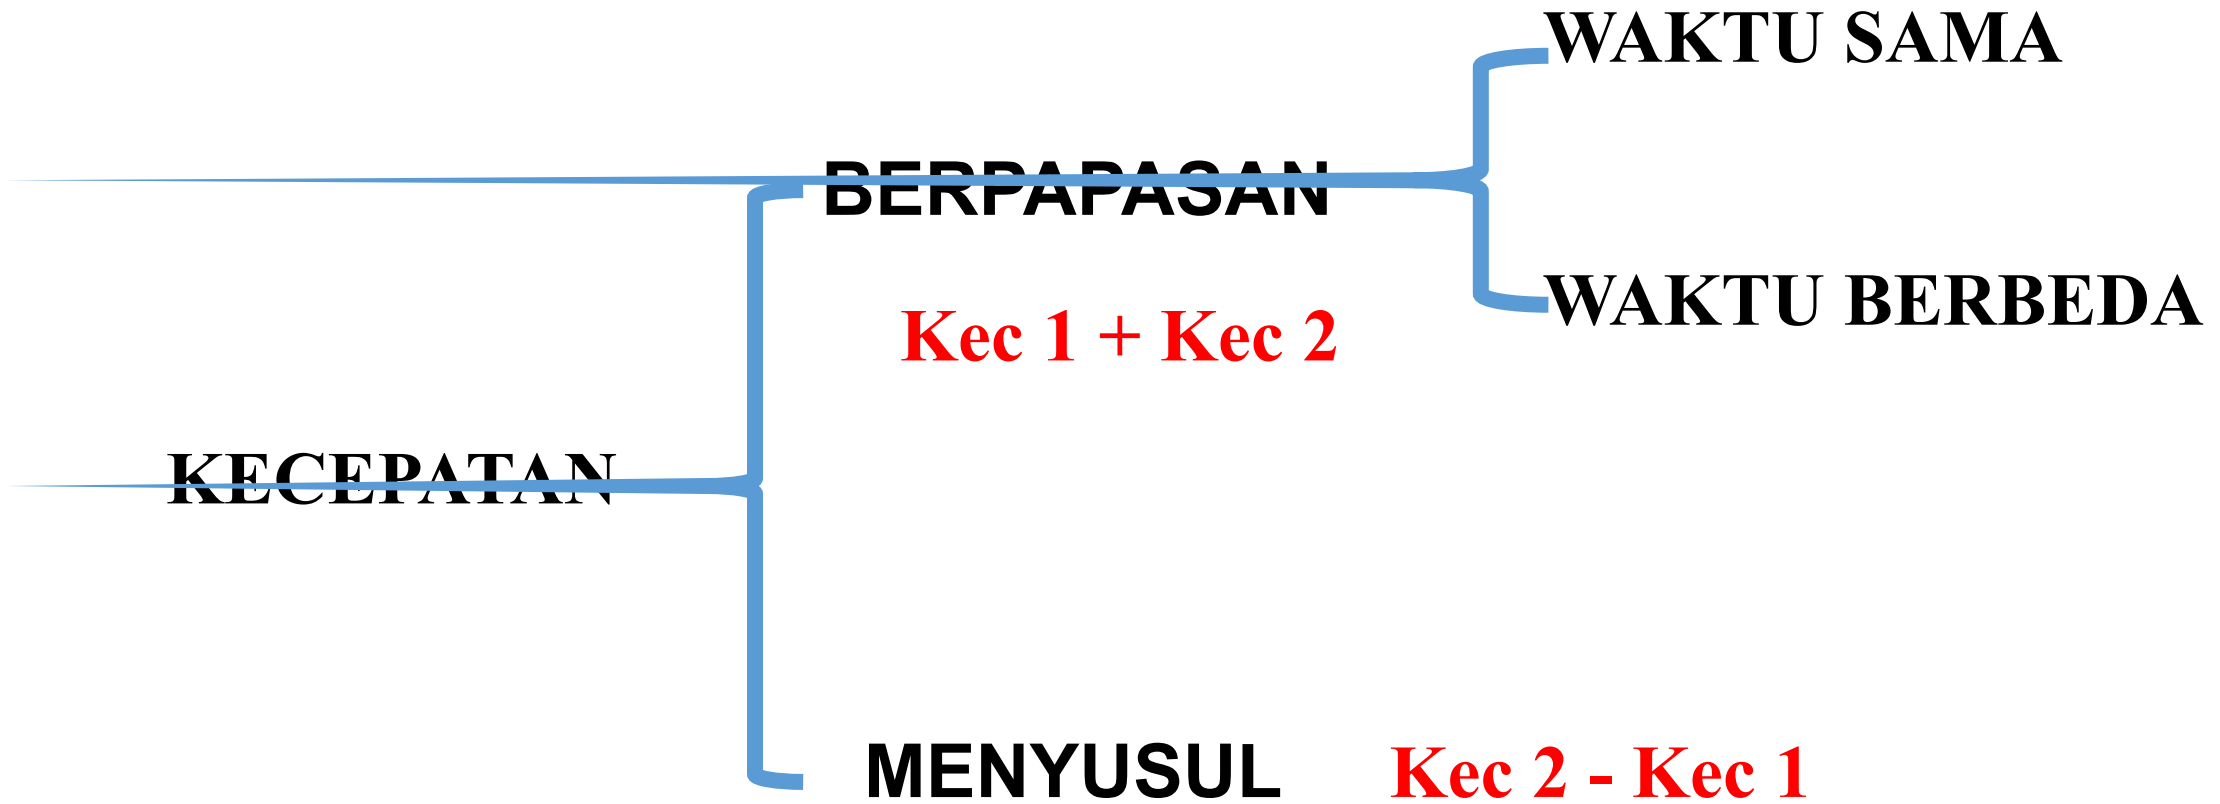 WAKTU SAMA
BERPAPASAN
WAKTU BERBEDA
Kec 1 + Kec 2
KECEPATAN
MENYUSUL Kec 2 - Kec 1